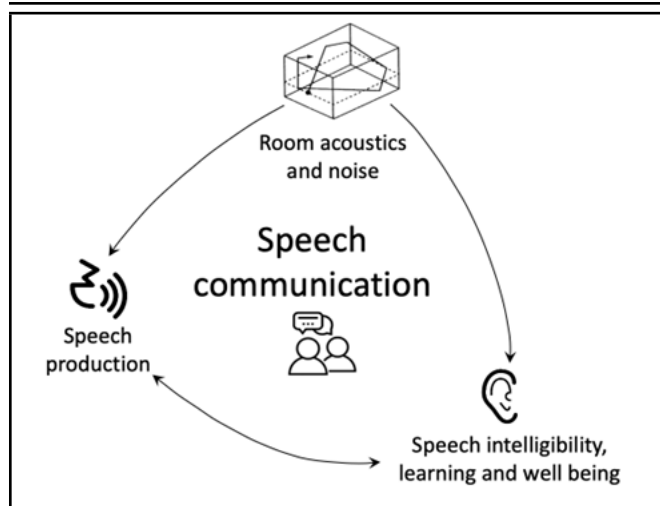 Room acoustics
and noise
Speech
communication
Speech
production
Speech intelligibility,
learning and well being